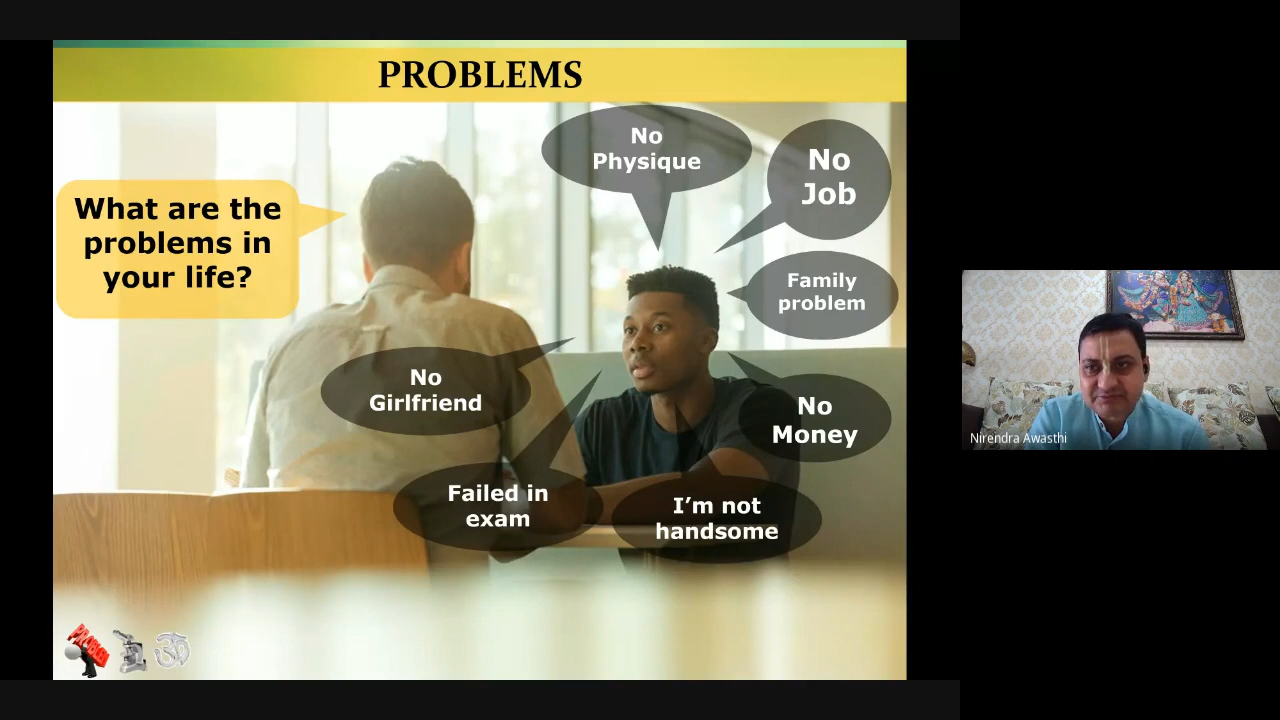 PROBLEMS
What are the
problems in
your life?
No
Physique
No
Job
Family
problem
No
Girlfriend
No
Money
Failed in
exam
I’m not
handsome
Nirendra Awasthi
PROBLEM
ॐ